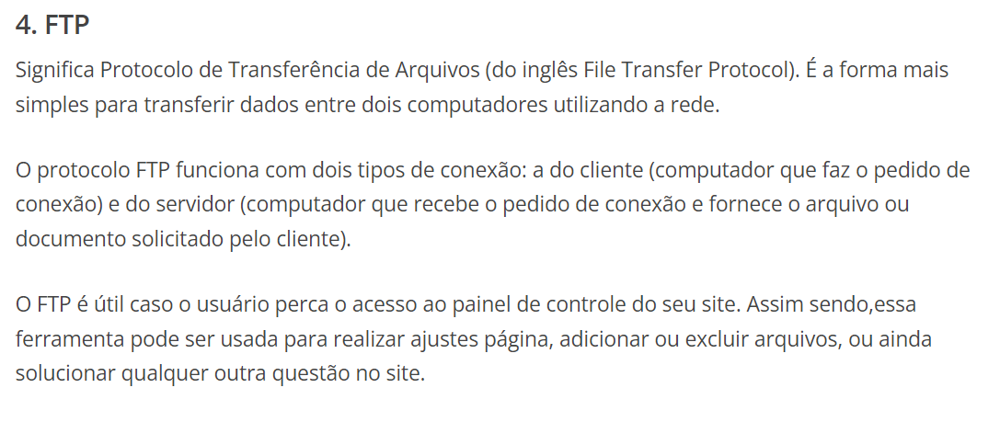 4. FTP
Significa Protocolo de Transferência de Arquivos (do inglês File Transfer Protocol). É a forma mais
simples para transferir dados entre dois computadores utilizando a rede.
O protocolo FTP funciona com dois tipos de conexão: a do cliente (computador que faz o pedido de
conexão) e do servidor (computador que recebe o pedido de conexão e fornece o arquivo ou
documento solicitado pelo cliente).
O FTP é útil caso o usuário perca o acesso ao painel de controle do seu site. Assim sendo,essa
ferramenta pode ser usada para realizar ajustes página, adicionar ou excluir arquivos, ou ainda
solucionar qualquer outra questão no site.